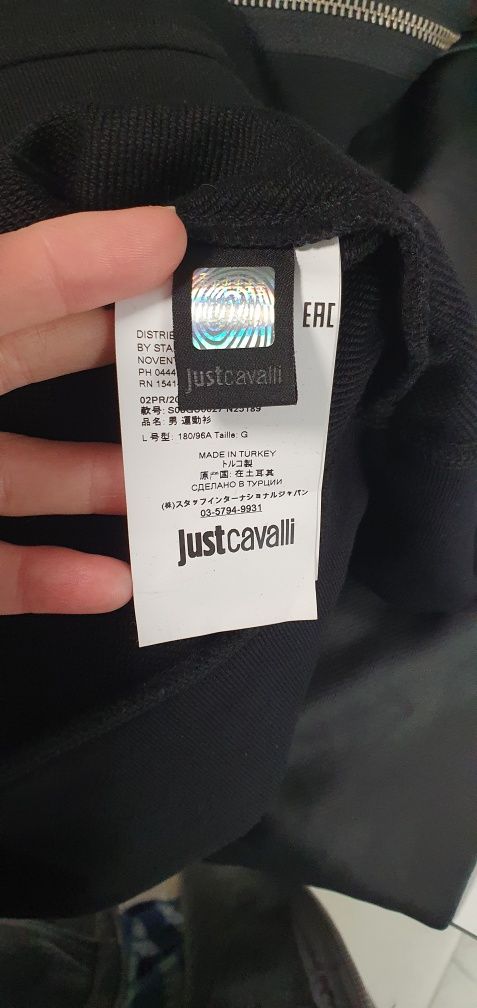 EAC
justcavalli
DISTRIB
BY STA
NOVENT
PH 0444
RN 1541
02PR/20
款号:
品名: 男 運動衫
L 号型: 180/96A Taille: G
MADE IN TURKEY
トルコ製
原产国: 在土耳其
СДЕЛАНО В ТУРЦИИ
(株)スタッフインターナショナルジャパン
03-5794-9931
justcavalli